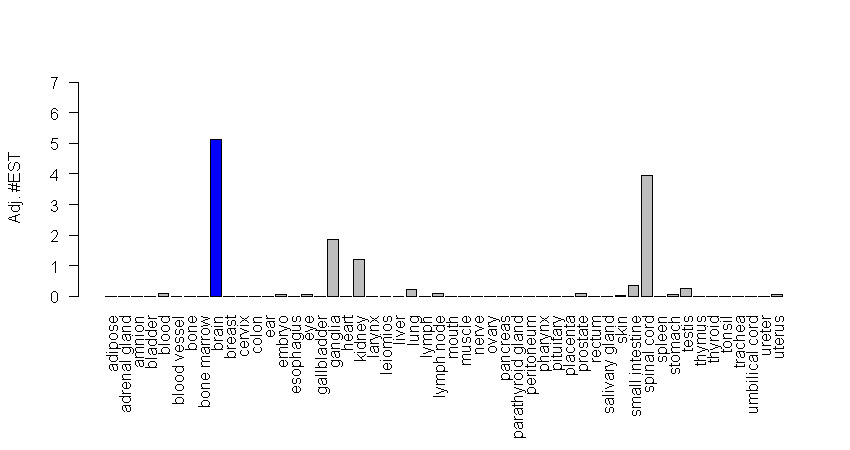 Adj. #EST
7
6
5
4
3
2
1
0
adipose
adrenal gland
amnion
bladder
blood
blood vessel
bone
bone marrow
brain
breast
cervix
colon
ear
embryo
esophagus
eye
gallbladder
ganglia
heart
kidney
larynx
leiomios
liver
lung
lymph
lymph node
mouth
muscle
nerve
ovary
pancreas
parathyroid gland
peritoneum
pharynx
pituitary
placenta
prostate
rectum
salivary gland
skin
small intestine
spinal cord
spleen
stomach
testis
thymus
thyroid
tonsil
trachea
umbilical cord
ureter
uterus